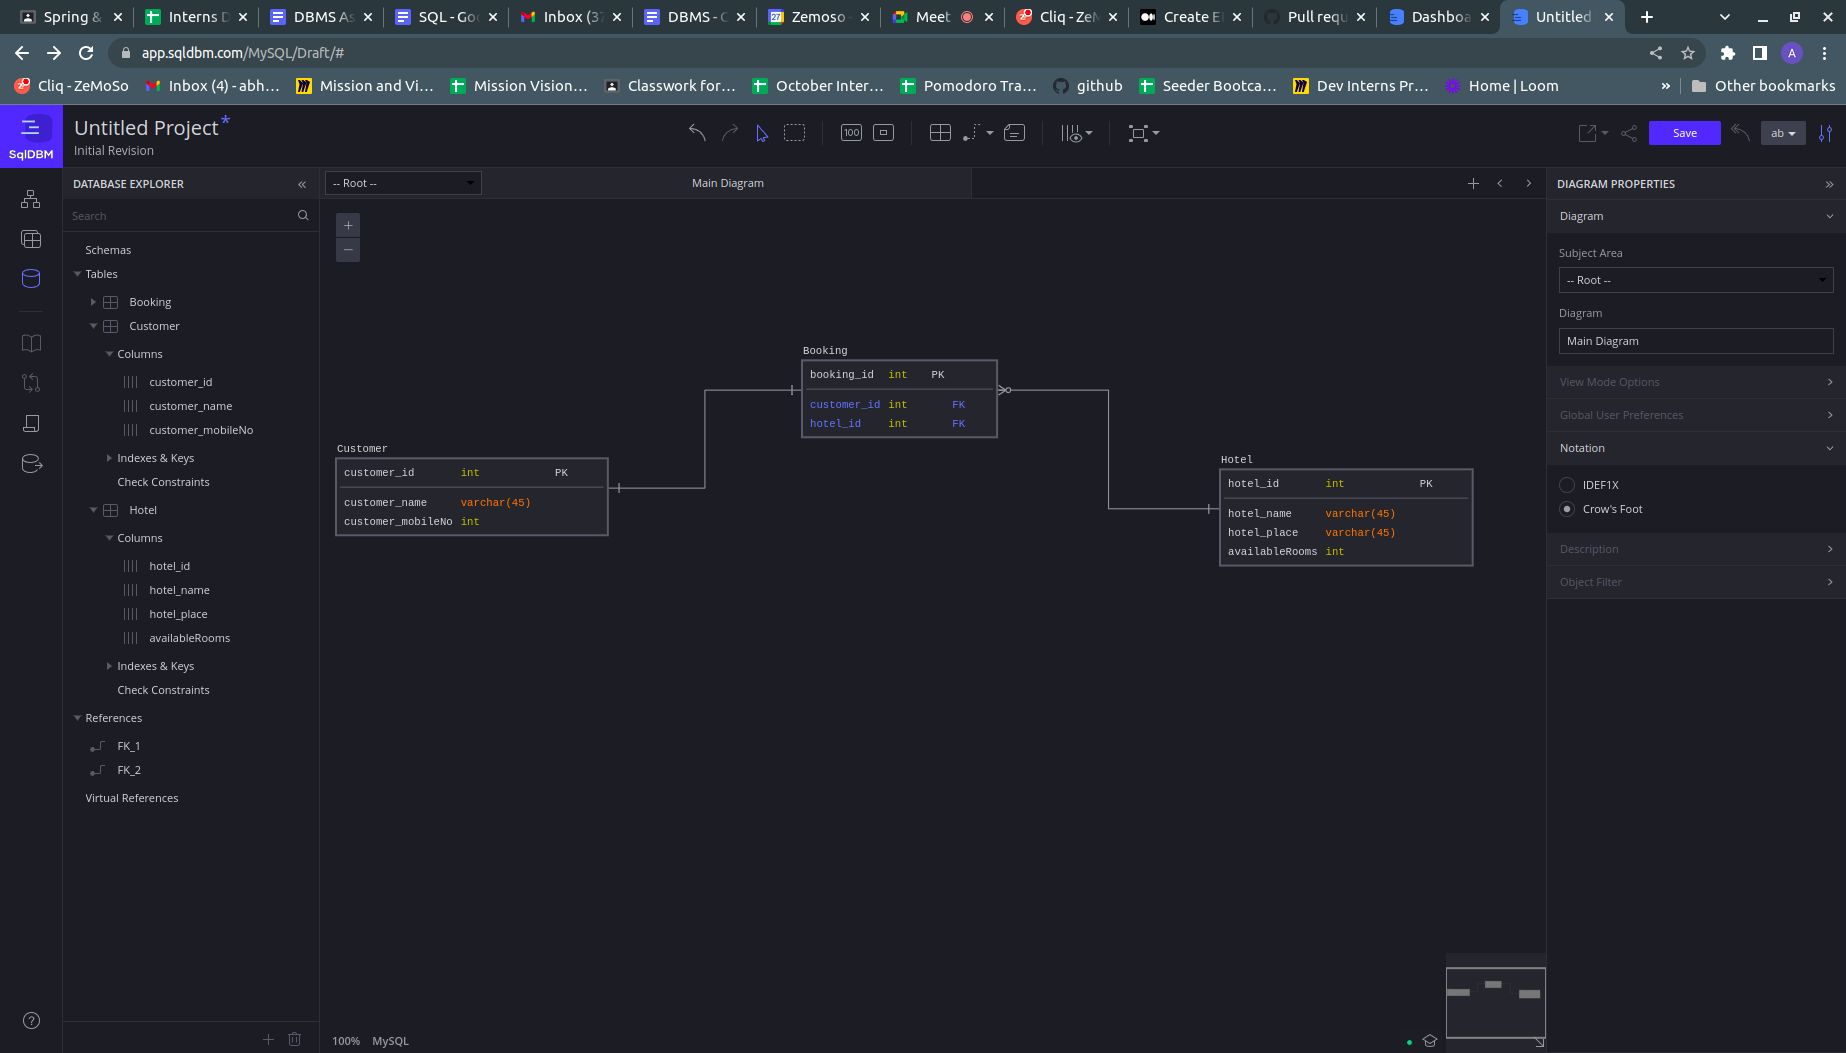 Spring &
Interns D
DBMS As
SQL - Goo
Inbox (37
DBMS - C
Zemoso
Meet
Cliq - ZeM
Create E
Pull requ
Dashboa
Untitled
app.sqldbm.com/MySQL/Draft/#
A
Cliq - ZeMoSo
Inbox (4) - abh...
Mission and Vi...
Mission Vision...
Classwork for...
October Inter...
Pomodoro Tra...
github
Seeder Bootca...
Dev Interns Pr...
Home | Loom
»
Other bookmarks
SqlDBM
Untitled Project*
Initial Revision
100
Save
ab
DATABASE EXPLORER
-- Root --
Main Diagram
DIAGRAM PROPERTIES
Search
Schemas
Tables
Booking
Customer
Columns
customer_id
customer_name
customer_mobileNo
Indexes & Keys
Check Constraints
Hotel
Columns
hotel_id
hotel_name
hotel_place
availableRooms
Indexes & Keys
Check Constraints
References
FK_1
FK_2
Virtual References
Booking
booking_id int PK
customer_id int FK
hotel_id int FK
Customer
customer_id int PK
customer_name varchar(45)
customer_mobileNo int
Hotel
hotel_id int PK
hotel_name varchar(45)
hotel_place varchar(45)
availableRooms int
Diagram
Subject Area
-- Root --
Diagram
Main Diagram
View Mode Options
Global User Preferences
Notation
IDEF1X
Crow's Foot
Description
Object Filter
100% MySQL